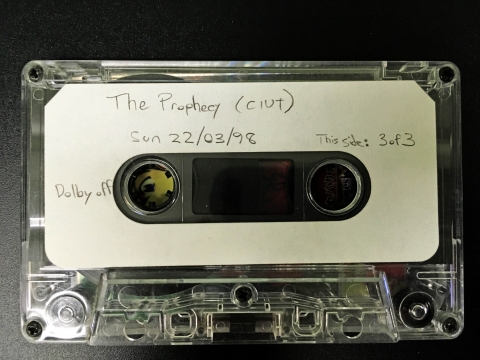 The Prophecy (CIUT)
Sun 22/03/98
This side: 3 of 3
Dolby off